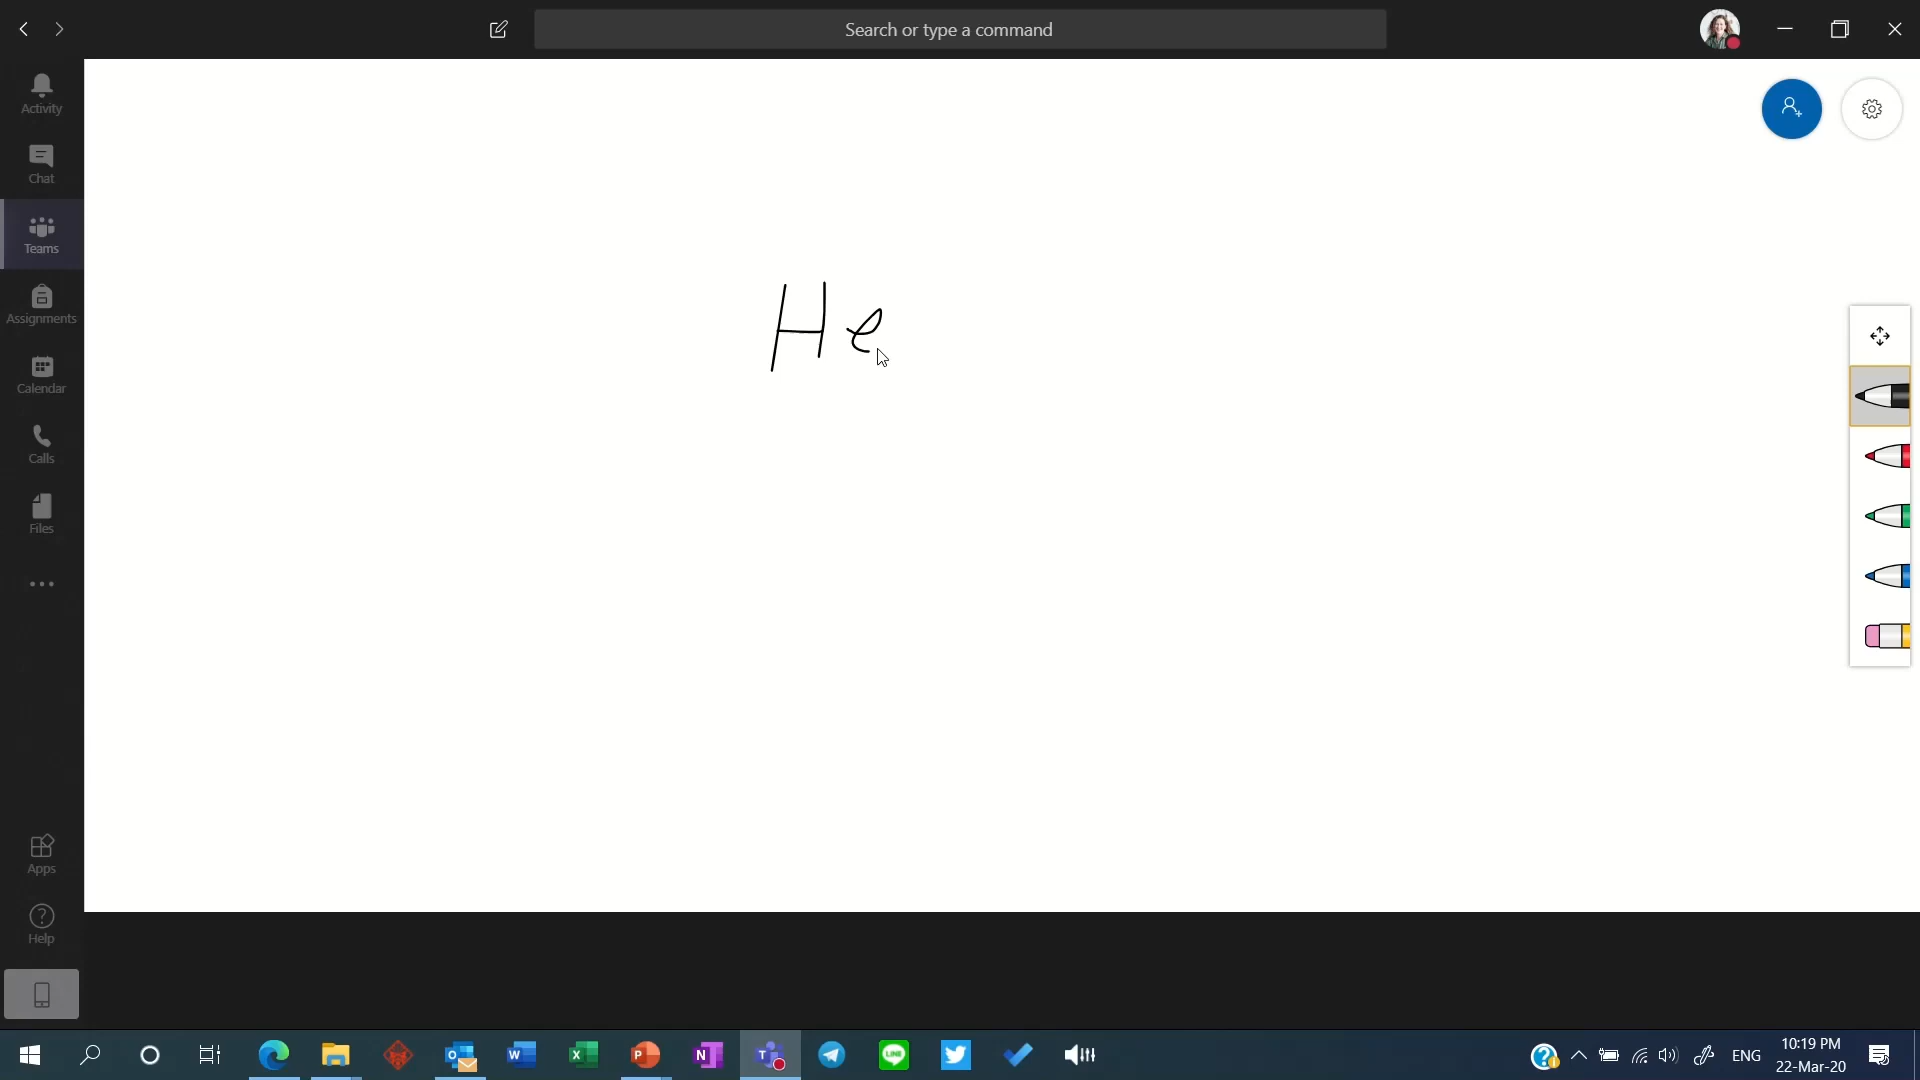 Search or type a command
Activity
Chat
Teams
Assignments
Calendar
Calls
Files
Apps
Help
He
ENG
10:19 PM
22-Mar-20